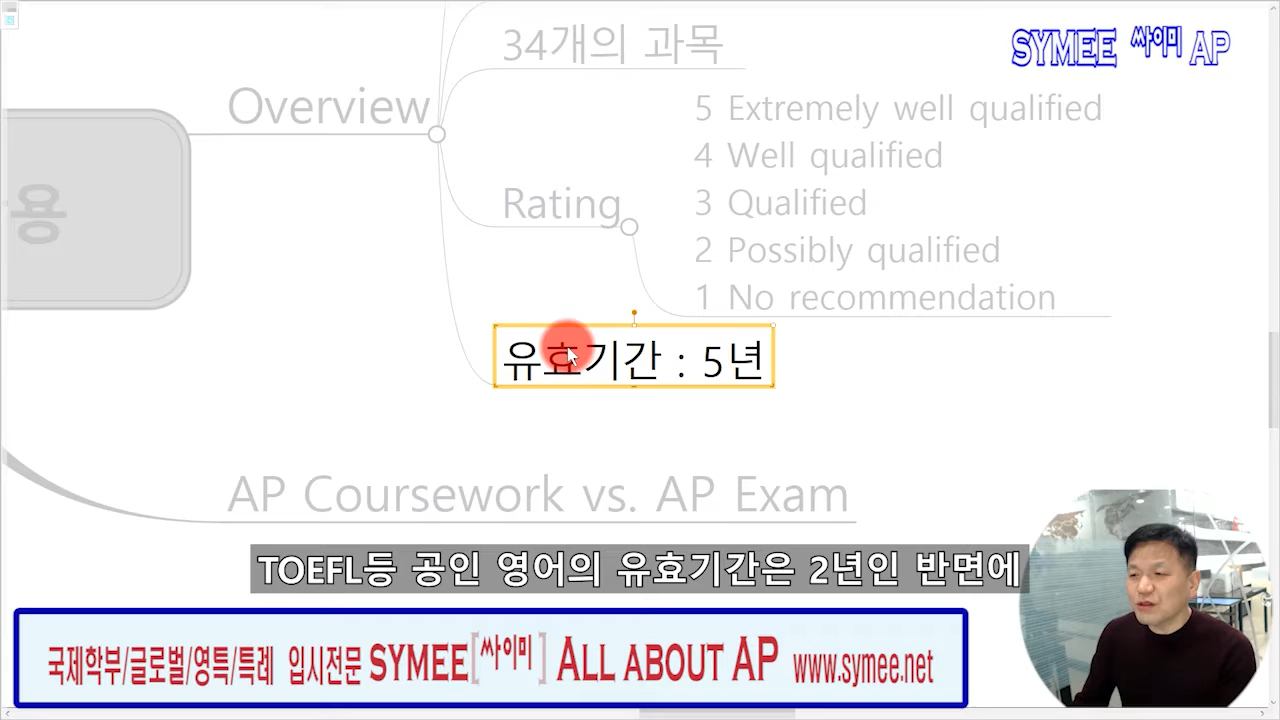 34개의 과목
SYMEE 싸이미 AP
Overview
5 Extremely well qualified
4 Well qualified
3 Qualified
2 Possibly qualified
1 No recommendation
Rating
용
유효기간 : 5년
AP Coursework vs. AP Exam
TOEFL등 공인 영어의 유효기간은 2년인 반면에
국제학부/글로벌/영특/특례 입시전문 SYMEE[싸이미] ALL ABOUT AP www.symee.net